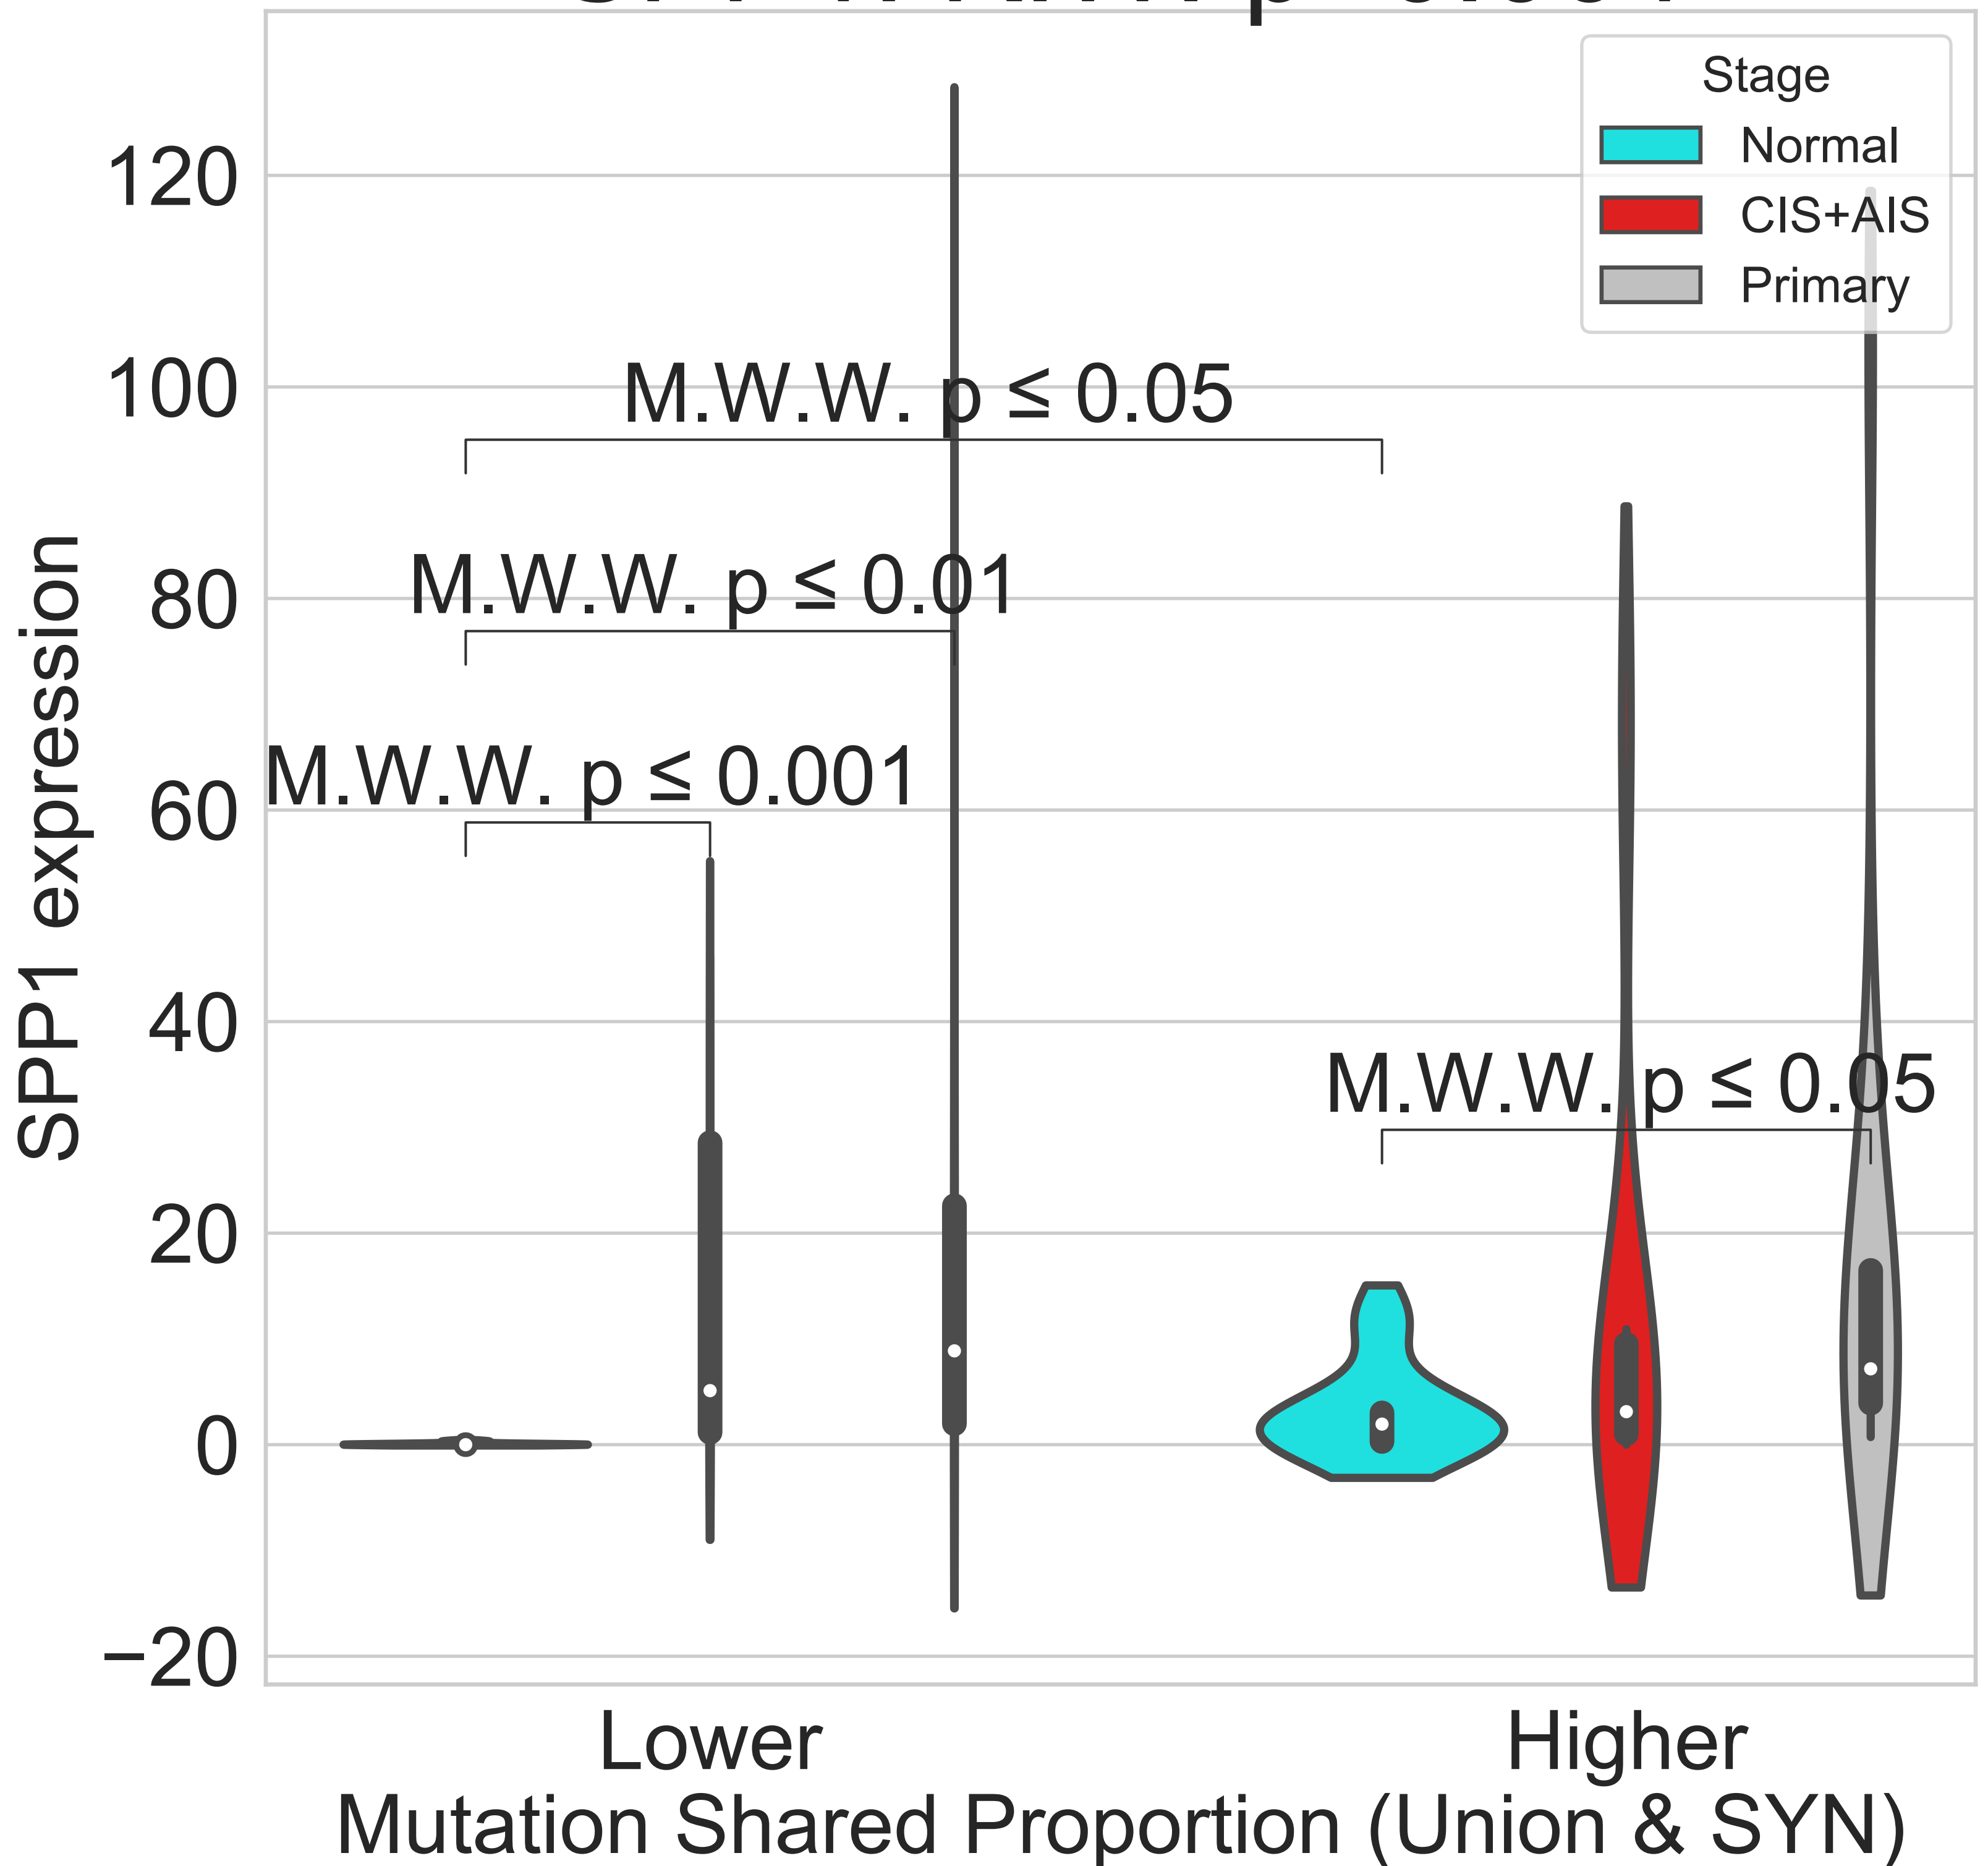 Stage
Normal
CIS+AIS
Primary
120
100
80
60
40
20
0
−20
SPP1 expression
M.W.W. p ≤ 0.05
M.W.W. p ≤ 0.01
M.W.W. p ≤ 0.001
M.W.W. p ≤ 0.05
Lower
Higher
Mutation Shared Proportion (Union & SYN)